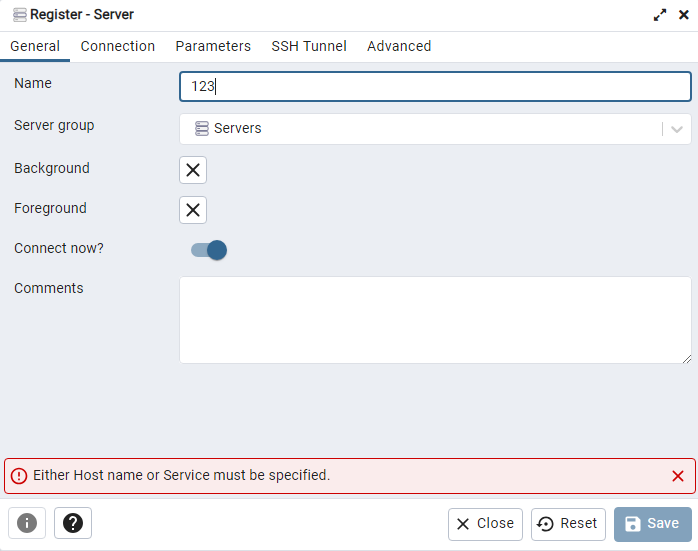 Register - Server
General Connection Parameters SSH Tunnel Advanced
Name 123
Server group Servers
Background
Foreground
Connect now?
Comments
Either Host name or Service must be specified.
Close Reset Save